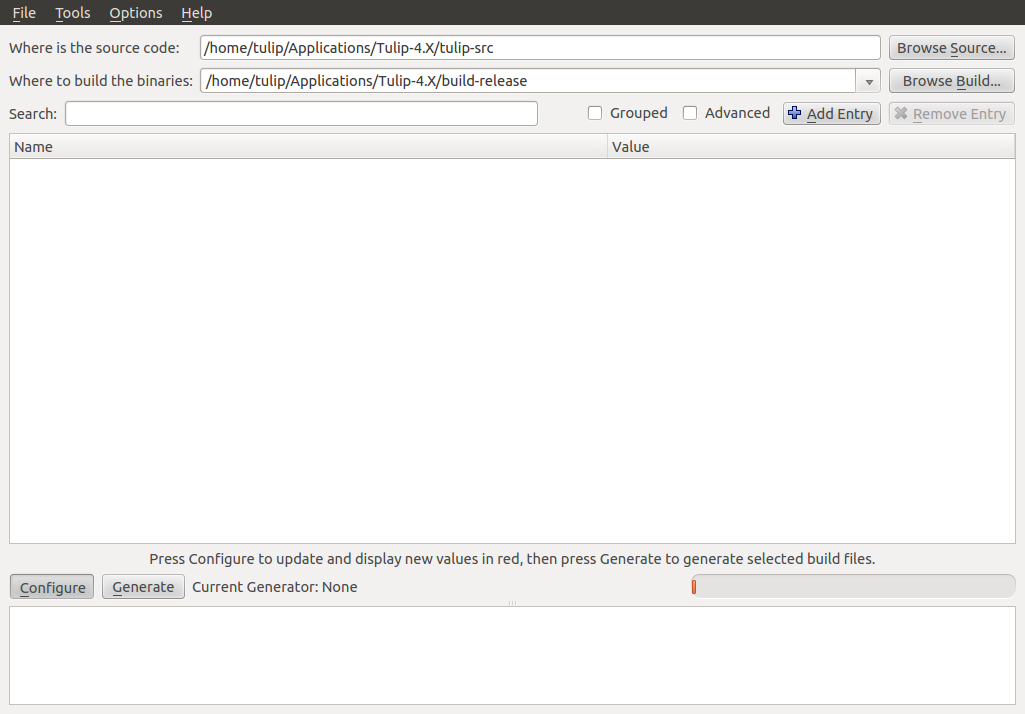 File Tools Options Help
Where is the source code: /home/tulip/Applications/Tulip-4.X/tulip-src Browse Source...
Where to build the binaries: /home/tulip/Applications/Tulip-4.X/build-release Browse Build...
Search: Grouped Advanced Add Entry Remove Entry
Name Value
Press Configure to update and display new values in red, then press Generate to generate selected build files.
Configure Generate Current Generator: None